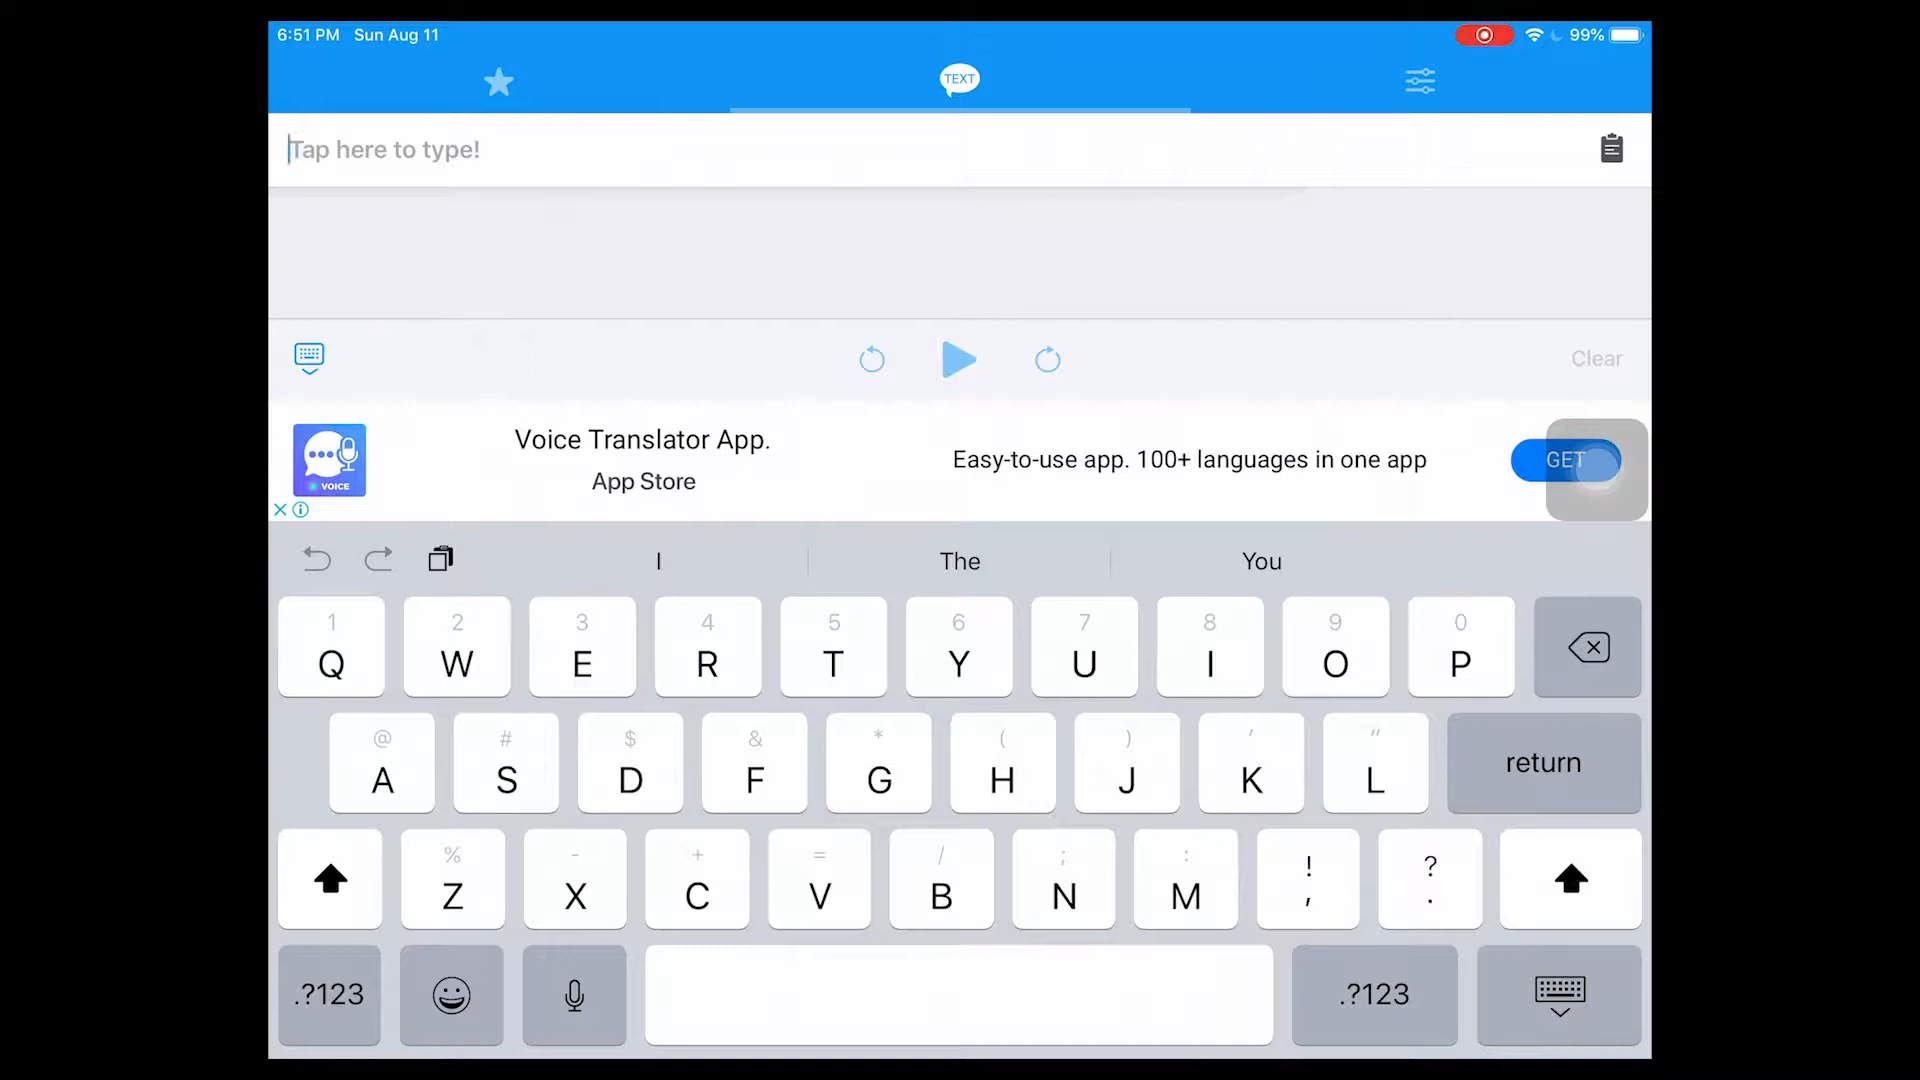 6:51 PM Sun Aug 11 99%
TEXT
Tap here to type!
Clear
Voice Translator App.
App Store
Easy-to-use app. 100+ languages in one app
GET
VOICE
I The You
1 2 3 4 5 6 7 8 9 0
Q W E R T Y U I O P
@ # $ & * ( ) ' "
A S D F G H J K L return
% - + = / ; : ! ?
Z X C V B N M , .
.?123 .?123